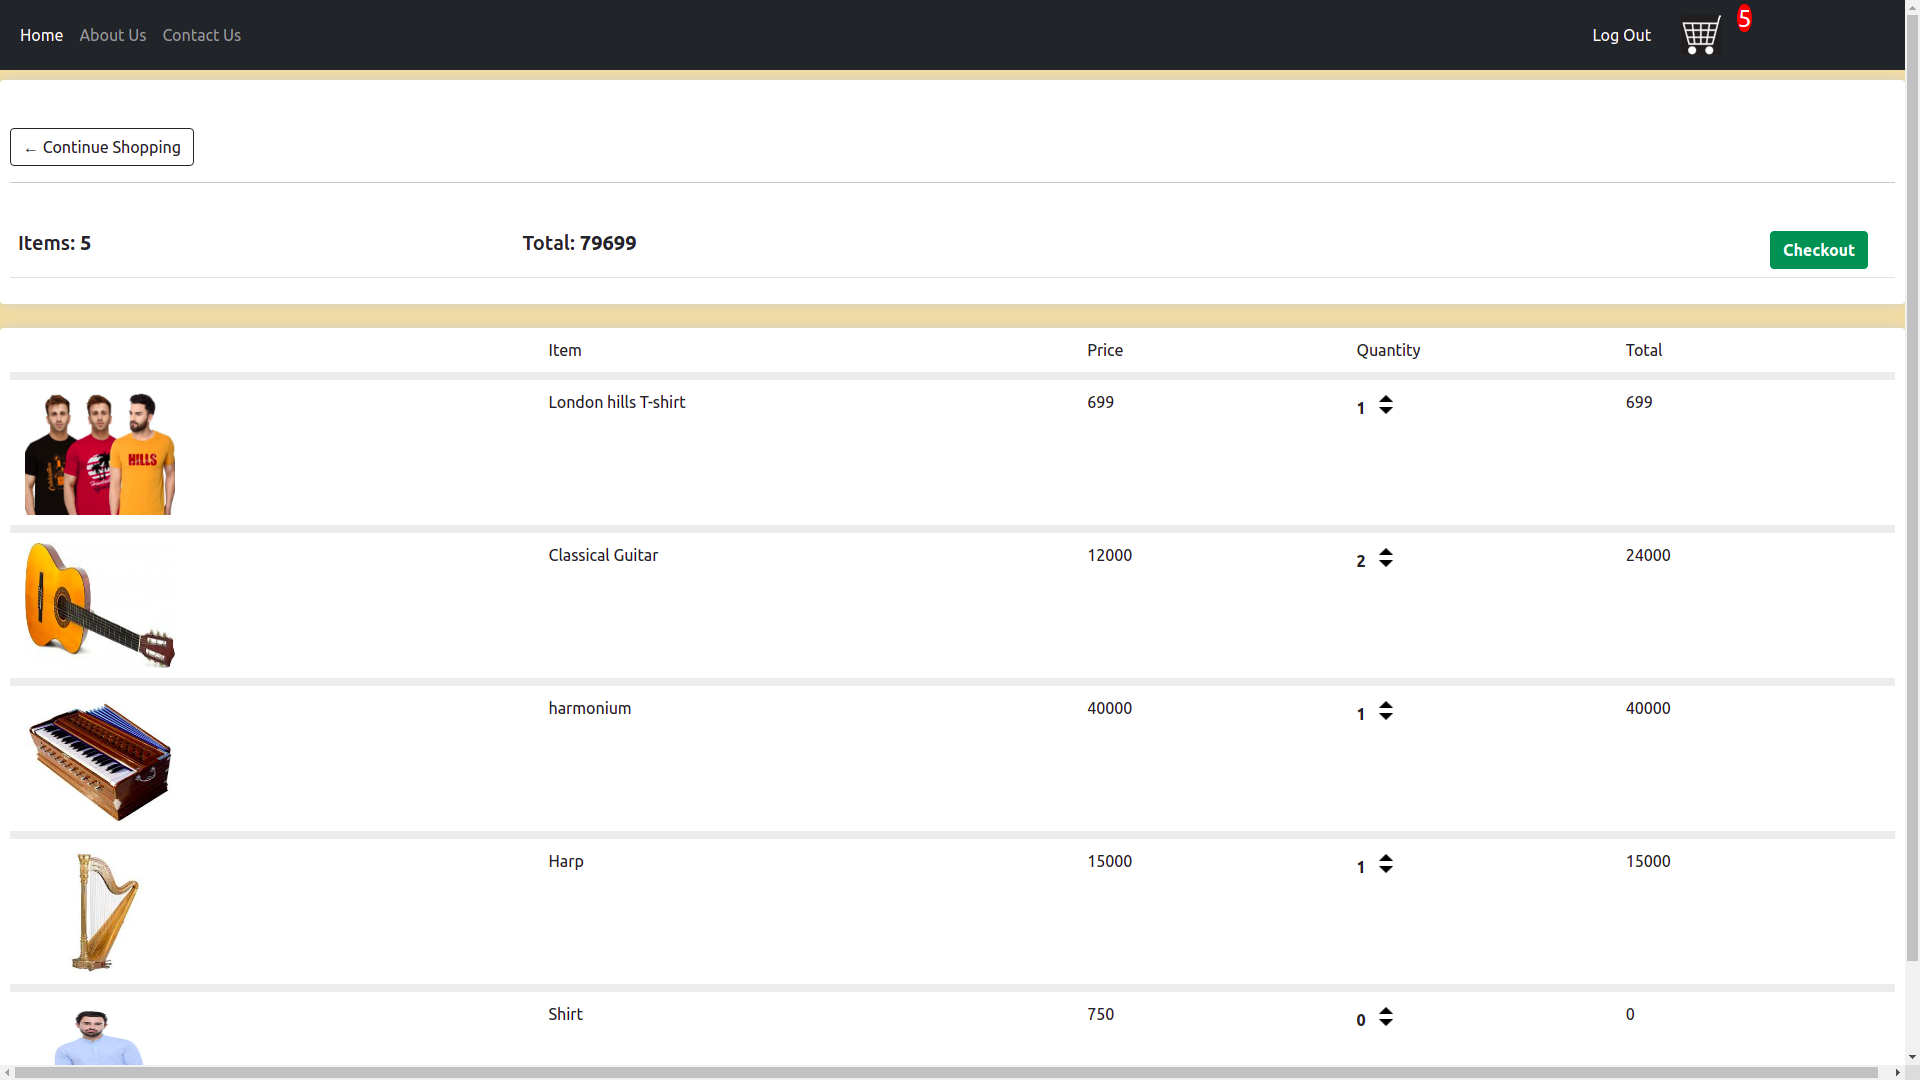 Home About Us Contact Us Log Out 5
← Continue Shopping
Items: 5 Total: 79699 Checkout
Item Price Quantity Total
London hills T-shirt 699 1 699
HILLS
Classical Guitar 12000 2 24000
harmonium 40000 1 40000
Harp 15000 1 15000
Shirt 750 0 0